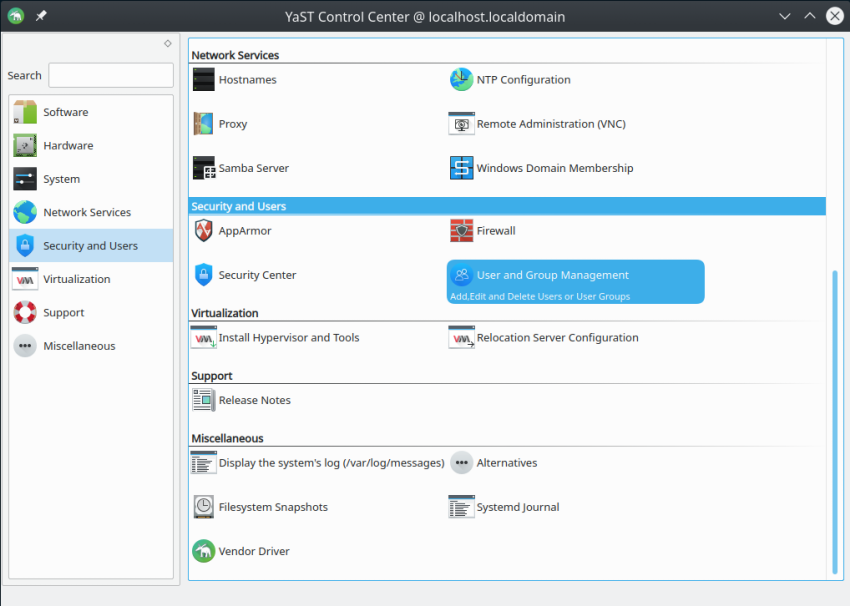 YaST Control Center @ localhost.localdomain
Search
Software
Hardware
System
Network Services
Security and Users
Virtualization
Support
Miscellaneous
Network Services
Hostnames
NTP Configuration
Proxy
Remote Administration (VNC)
Samba Server
Windows Domain Membership
Security and Users
AppArmor
Firewall
Security Center
User and Group Management
Add,Edit and Delete Users or User Groups
Virtualization
Install Hypervisor and Tools
Relocation Server Configuration
Support
Release Notes
Miscellaneous
Display the system's log (/var/log/messages)
Alternatives
Filesystem Snapshots
Systemd Journal
Vendor Driver